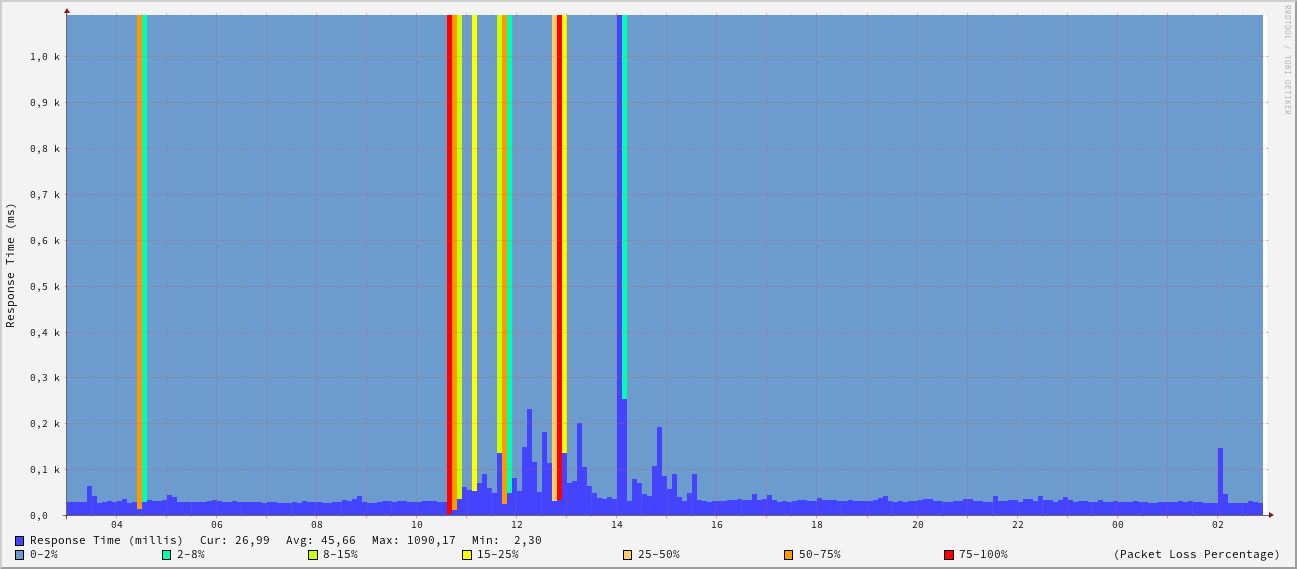 RRDTOOL / TOBI OETIKER
Response Time (ms)
1,0 k
0,9 k
0,8 k
0,7 k
0,6 k
0,5 k
0,4 k
0,3 k
0,2 k
0,1 k
0,0
04 06 08 10 12 14 16 18 20 22 00 02
Response Time (millis) Cur: 26,99 Avg: 45,66 Max: 1090,17 Min: 2,30
0-2% 2-8% 8-15% 15-25% 25-50% 50-75% 75-100% (Packet Loss Percentage)